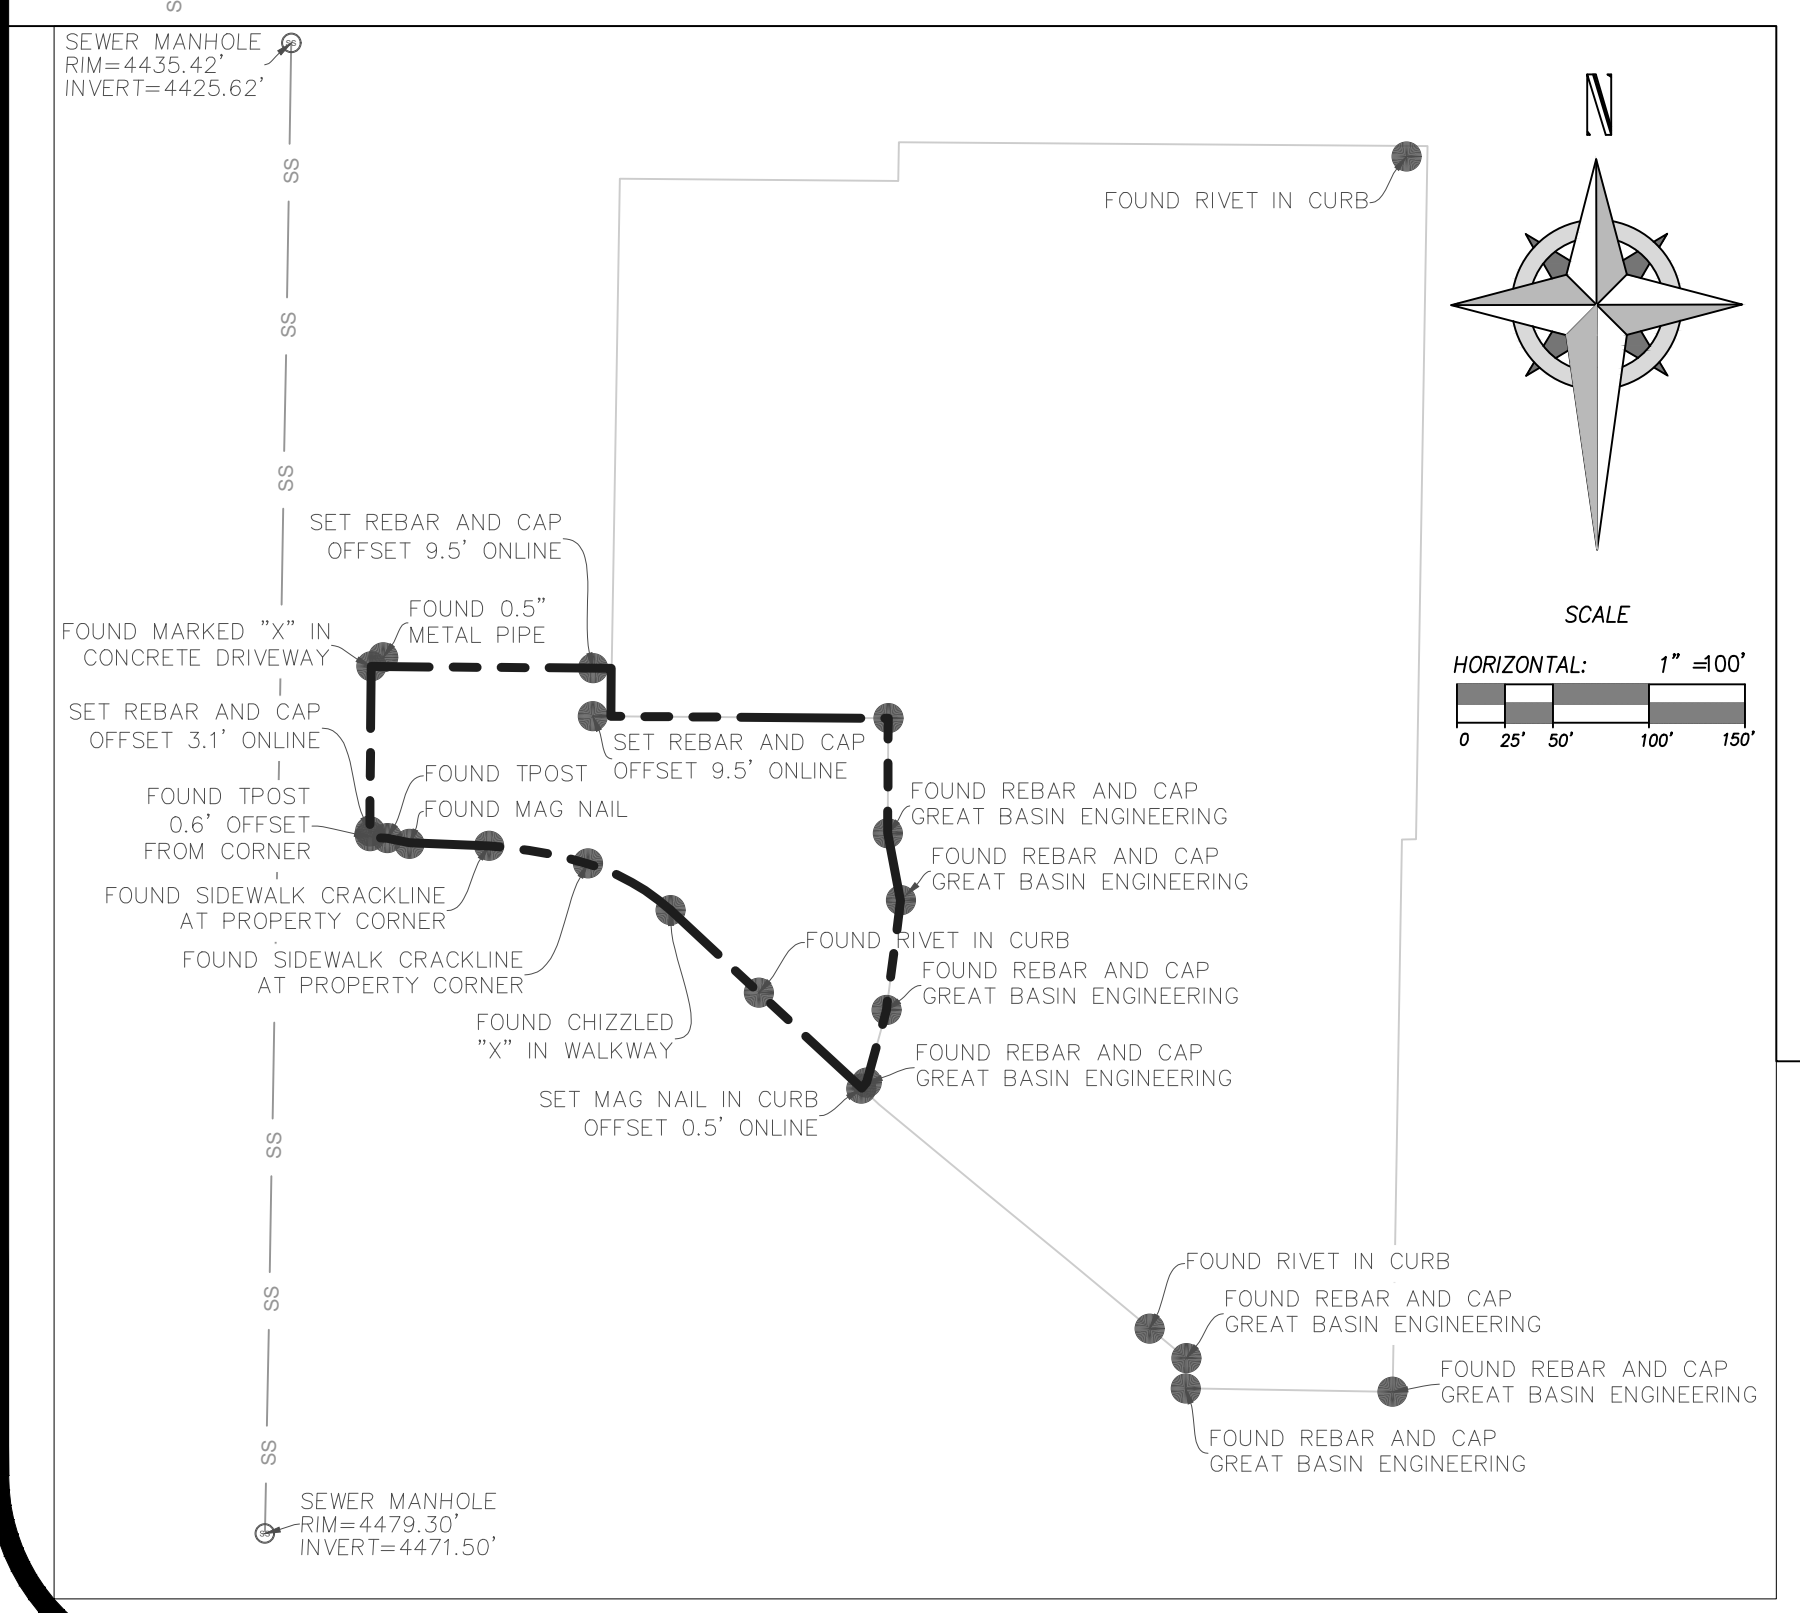 S
SEWER MANHOLE
RIM=4435.42'
INVERT=4425.62'
SS
N
SS
FOUND RIVET IN CURB
SS
SS
SET REBAR AND CAP
OFFSET 9.5' ONLINE
FOUND 0.5"
METAL PIPE
FOUND MARKED "X" IN
CONCRETE DRIVEWAY
SCALE
HORIZONTAL: 1" =100'
0 25' 50' 100' 150'
SET REBAR AND CAP
OFFSET 3.1' ONLINE
SET REBAR AND CAP
OFFSET 9.5' ONLINE
FOUND TPOST
FOUND MAG NAIL
FOUND TPOST
0.6' OFFSET
FROM CORNER
FOUND REBAR AND CAP
GREAT BASIN ENGINEERING
FOUND REBAR AND CAP
GREAT BASIN ENGINEERING
FOUND SIDEWALK CRACKLINE
AT PROPERTY CORNER
FOUND RIVET IN CURB
FOUND SIDEWALK CRACKLINE
AT PROPERTY CORNER
FOUND REBAR AND CAP
GREAT BASIN ENGINEERING
FOUND CHIZZLED
"X" IN WALKWAY
FOUND REBAR AND CAP
GREAT BASIN ENGINEERING
SET MAG NAIL IN CURB
OFFSET 0.5' ONLINE
SS
FOUND RIVET IN CURB
SS
FOUND REBAR AND CAP
GREAT BASIN ENGINEERING
FOUND REBAR AND CAP
GREAT BASIN ENGINEERING
FOUND REBAR AND CAP
GREAT BASIN ENGINEERING
SS
SEWER MANHOLE
RIM=4479.30'
INVERT=4471.50'
SS